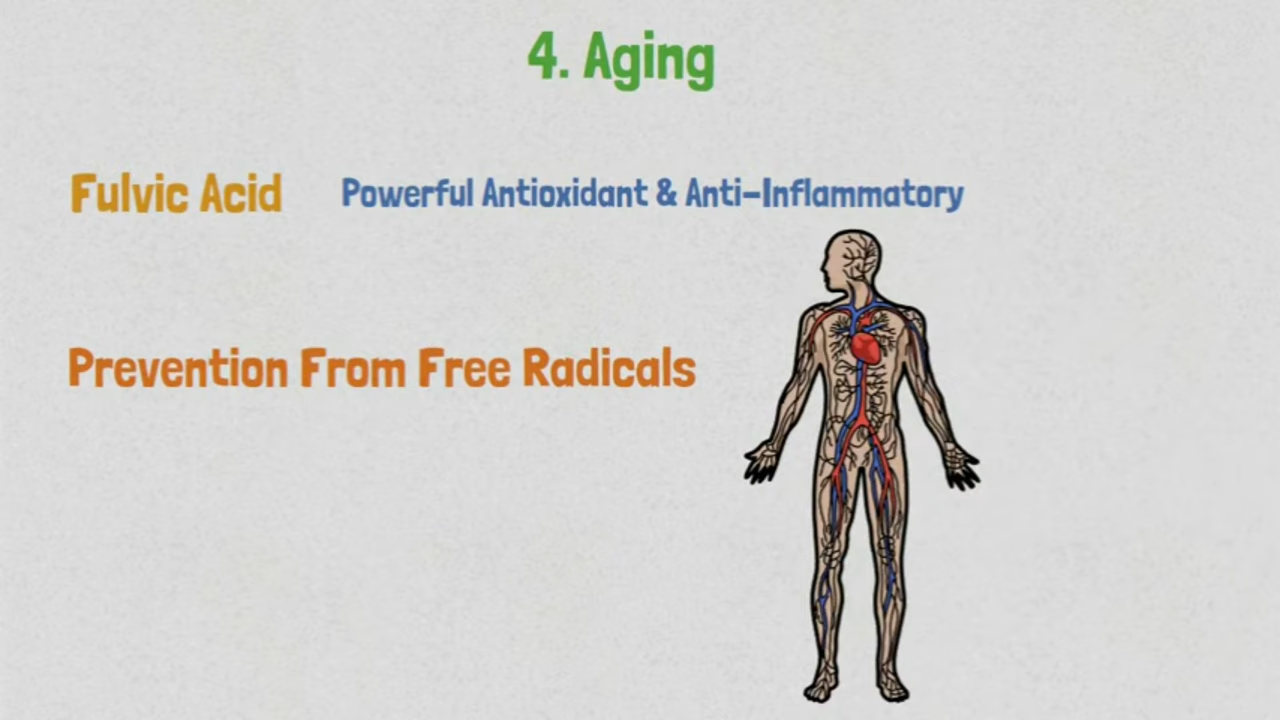 4. Aging
Fulvic Acid Powerful Antioxidant & Anti-Inflammatory
Prevention From Free Radicals